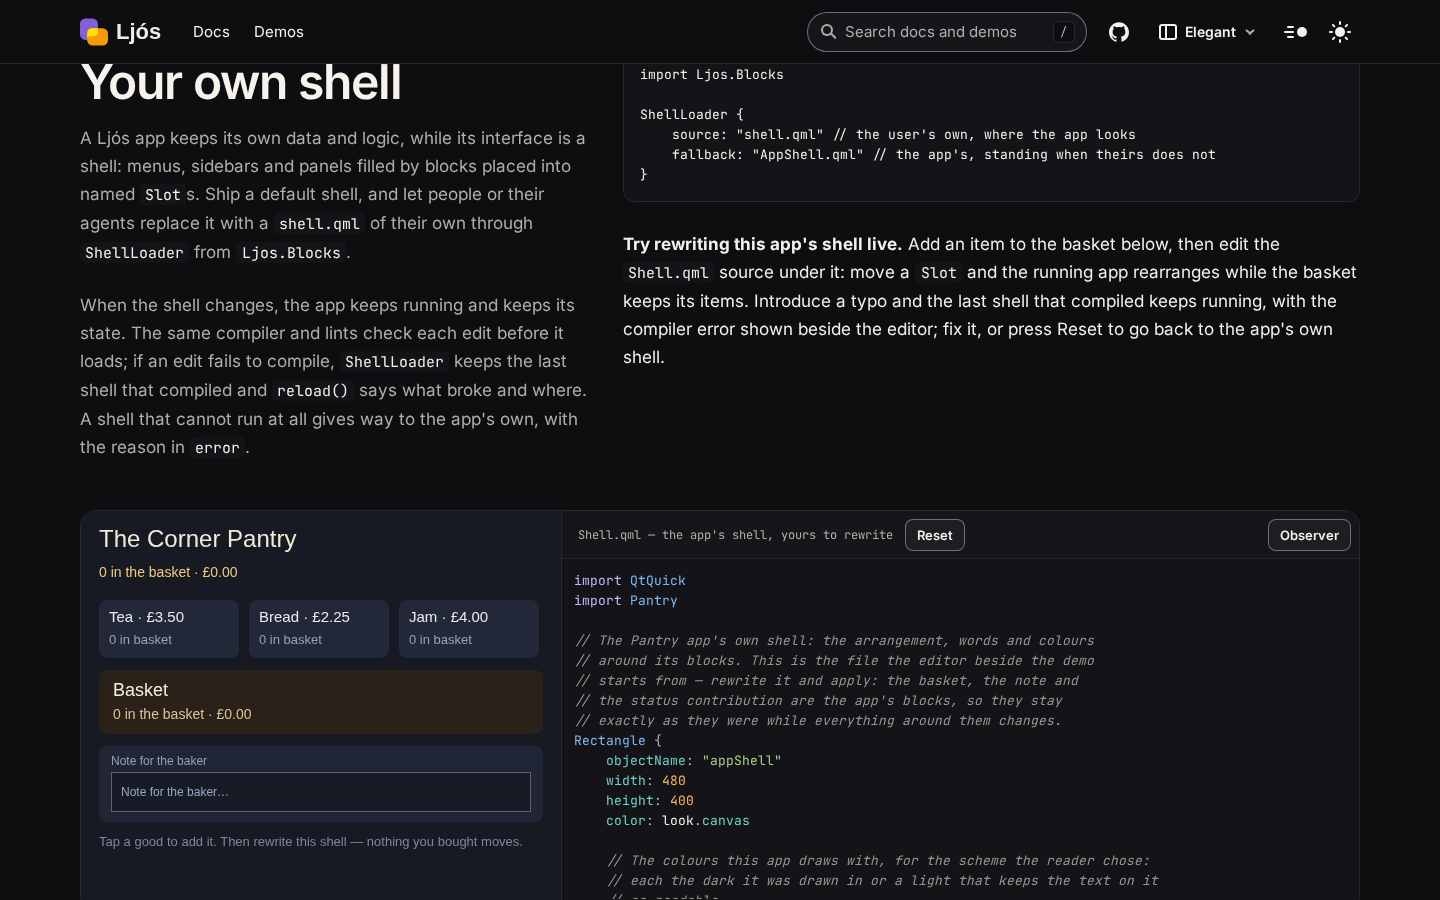 Ljós
Docs
Demos
Search docs and demos
/
Elegant
Your own shell
A Ljós app keeps its own data and logic, while its interface is a
shell: menus, sidebars and panels filled by blocks placed into
named Slots. Ship a default shell, and let people or their
agents replace it with a shell.qml of their own through
ShellLoader from Ljos.Blocks.
When the shell changes, the app keeps running and keeps its
state. The same compiler and lints check each edit before it
loads; if an edit fails to compile, ShellLoader keeps the last
shell that compiled and reload() says what broke and where.
A shell that cannot run at all gives way to the app's own, with
the reason in error.
import Ljos.Blocks
ShellLoader {
source: "shell.qml" // the user's own, where the app looks
fallback: "AppShell.qml" // the app's, standing when theirs does not
}
Try rewriting this app's shell live. Add an item to the basket below, then edit the
Shell.qml source under it: move a Slot and the running app rearranges while the basket
keeps its items. Introduce a typo and the last shell that compiled keeps running, with the
compiler error shown beside the editor; fix it, or press Reset to go back to the app's own
shell.
The Corner Pantry
0 in the basket · £0.00
Tea · £3.50
0 in basket
Bread · £2.25
0 in basket
Jam · £4.00
0 in basket
Basket
0 in the basket · £0.00
Note for the baker
Note for the baker...
Tap a good to add it. Then rewrite this shell — nothing you bought moves.
Shell.qml — the app's shell, yours to rewrite
Reset
Observer
import QtQuick
import Pantry
// The Pantry app's own shell: the arrangement, words and colours
// around its blocks. This is the file the editor beside the demo
// starts from — rewrite it and apply: the basket, the note and
// the status contribution are the app's blocks, so they stay
// exactly as they were while everything around them changes.
Rectangle {
objectName: "appShell"
width: 480
height: 400
color: look.canvas
// The colours this app draws with, for the scheme the reader chose:
// each the dark it was drawn in or a light that keeps the text on it